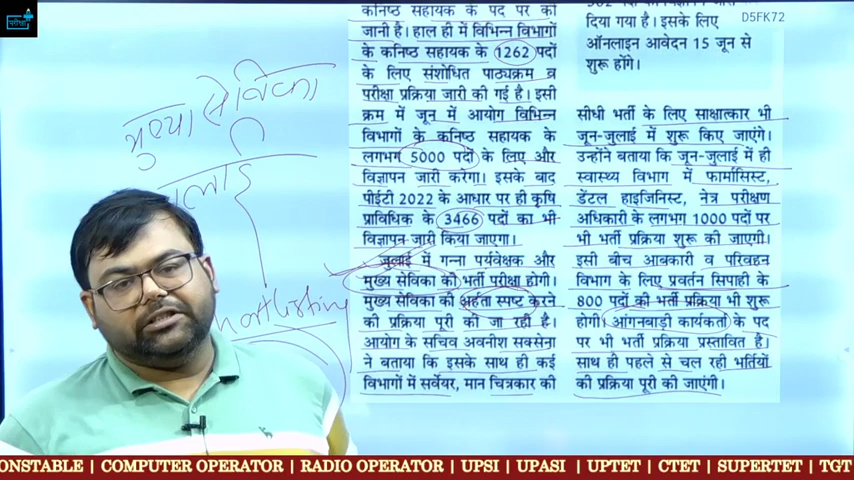 परीक्षा
D5FK72
कनिष्ठ सहायक के पद पर की
जानी है। हाल ही में विभिन्न विभागों
के कनिष्ठ सहायक के 1262 पदों
के लिए संशोधित पाठ्यक्रम व
परीक्षा प्रक्रिया जारी की गई है। इसी
क्रम में जून में आयोग विभिन्न
विभागों के कनिष्ठ सहायक के
लगभग 5000 पदों के लिए और
विज्ञापन जारी करेगा। इसके बाद
पीईटी 2022 के आधार पर ही कृषि
प्राविधिक के 3466 पदों का भी
विज्ञापन जारी किया जाएगा।
जुलाई में गन्ना पर्यवेक्षक और
मुख्य सेविका की भर्ती परीक्षा होगी।
मुख्य सेविका की अर्हता स्पष्ट करने
की प्रक्रिया पूरी की जा रही है।
आयोग के सचिव अवनीश सक्सेना
ने बताया कि इसके साथ ही कई
विभागों में सर्वेयर, मान चित्रकार की
दिया गया है। इसके लिए
ऑनलाइन आवेदन 15 जून से
शुरू होंगे।
सीधी भर्ती के लिए साक्षात्कार भी
जून-जुलाई में शुरू किए जाएंगे।
उन्होंने बताया कि जून-जुलाई में ही
स्वास्थ्य विभाग में फार्मासिस्ट,
डेंटल हाइजिनिस्ट, नेत्र परीक्षण
अधिकारी के लगभग 1000 पदों पर
भी भर्ती प्रक्रिया शुरू की जाएगी।
इसी बीच आबकारी व परिवहन
विभाग के लिए प्रवर्तन सिपाही के
800 पदों की भर्ती प्रक्रिया भी शुरू
होगी। आंगनबाड़ी कार्यकर्ता के पद
पर भी भर्ती प्रक्रिया प्रस्तावित है।
साथ ही पहले से चल रही भर्तियों
की प्रक्रिया पूरी की जाएंगी।
मुख्य सेविका
ONSTABLE | COMPUTER OPERATOR | RADIO OPERATOR | UPSI | UPASI | UPTET | CTET | SUPERTET | TGT